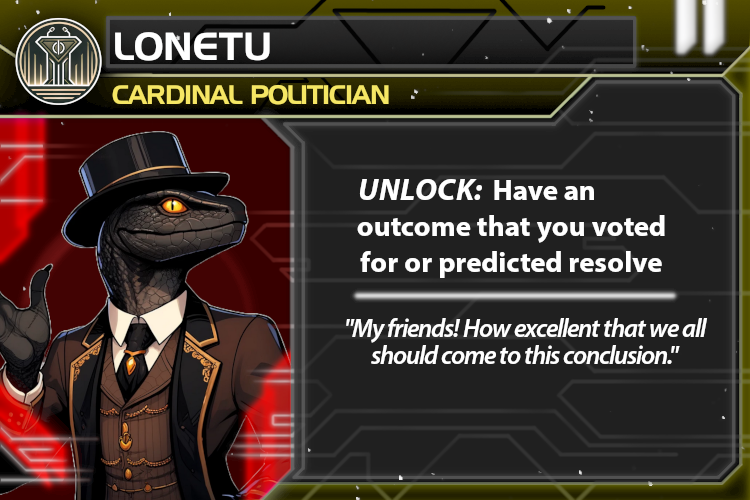 LONETU
CARDINAL POLITICIAN
UNLOCK: Have an
outcome that you voted
for or predicted resolve
"My friends! How excellent that we all
should come to this conclusion."